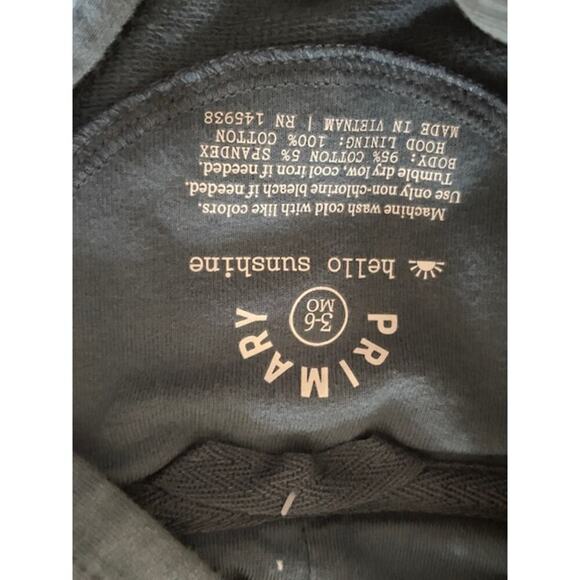 PRIMARY
3-6
MO
hello sunshine
Machine wash cold with like colors.
Use only non-chlorine bleach if needed.
Tumble dry low, cool iron if needed.
BODY: 95% COTTON 5% SPANDEX
HOOD LINING: 100% COTTON
MADE IN VIETNAM | RN 145938